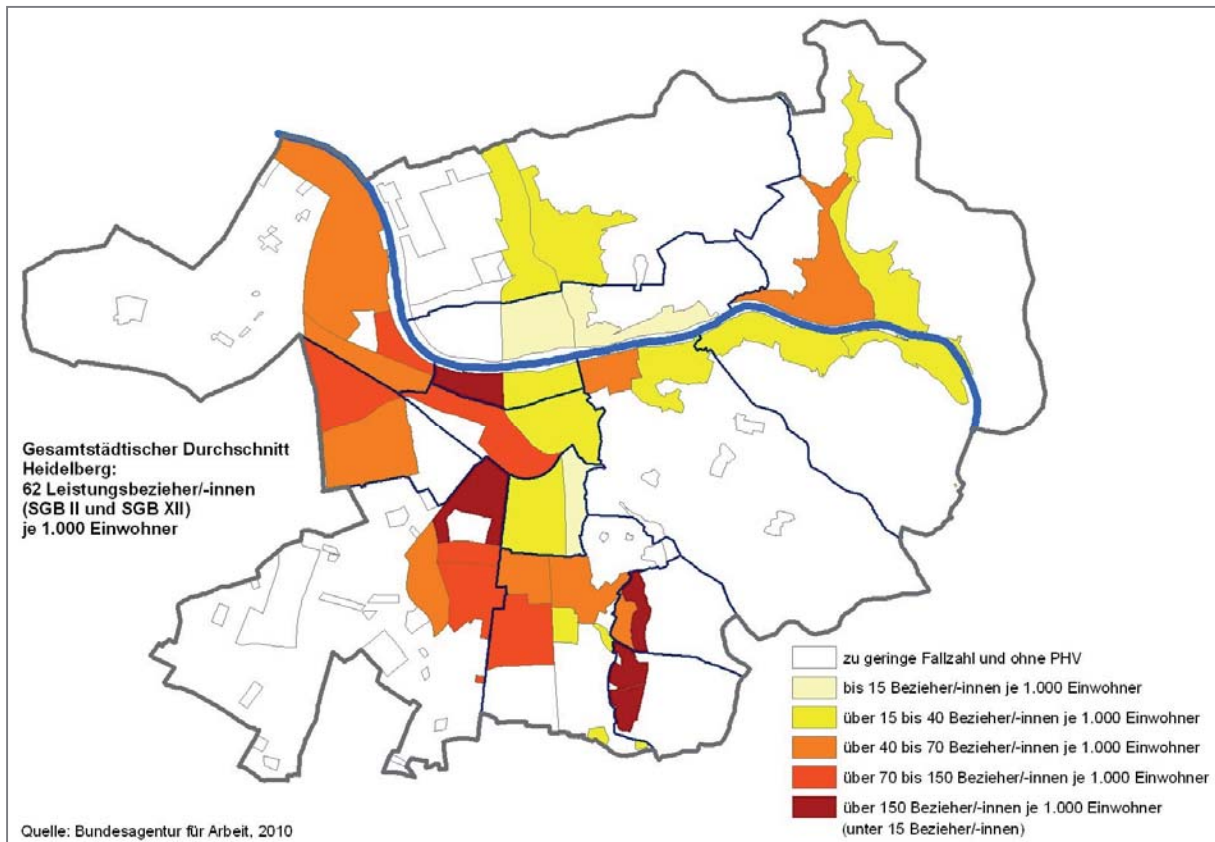 Gesamtstädtischer Durchschnitt
Heidelberg:
62 Leistungsbezieher/-innen
(SGB II und SGB XII)
je 1.000 Einwohner
zu geringe Fallzahl und ohne PHV
bis 15 Bezieher/-innen je 1.000 Einwohner
über 15 bis 40 Bezieher/-innen je 1.000 Einwohner
über 40 bis 70 Bezieher/-innen je 1.000 Einwohner
über 70 bis 150 Bezieher/-innen je 1.000 Einwohner
über 150 Bezieher/-innen je 1.000 Einwohner
(unter 15 Bezieher/-innen)
Quelle: Bundesagentur für Arbeit, 2010